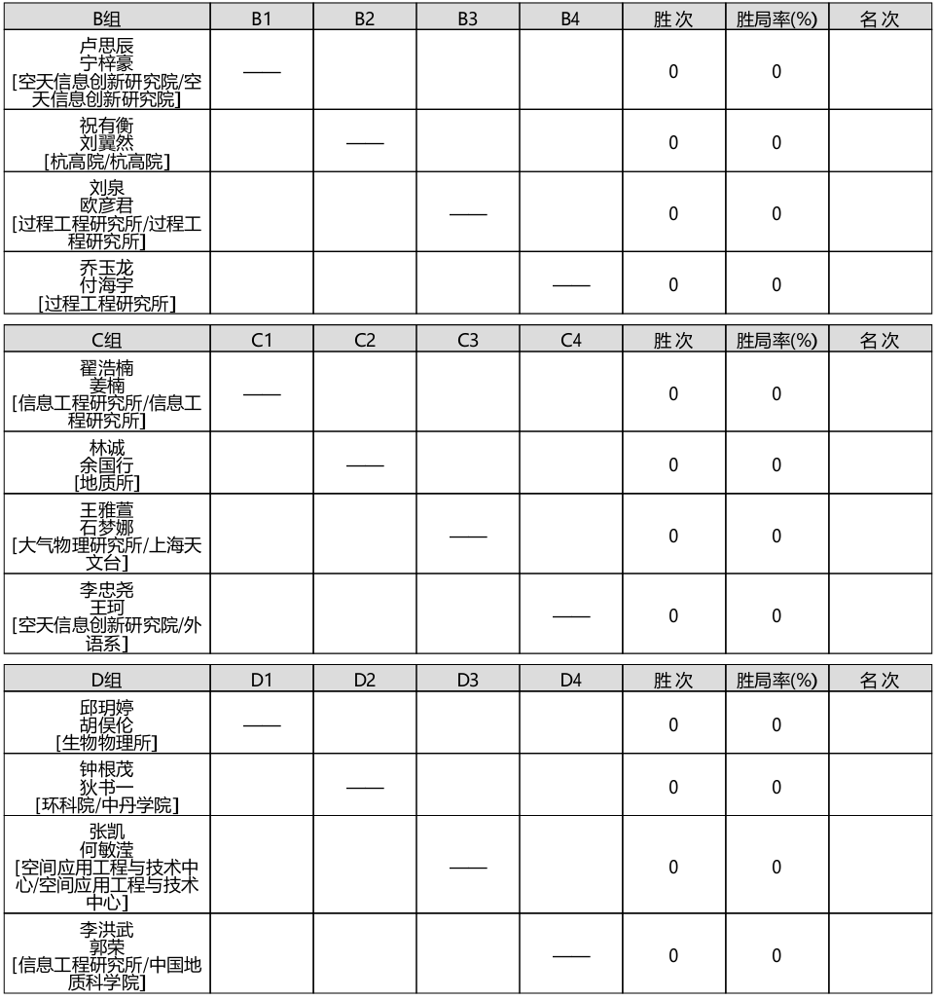 B组 B1 B2 B3 B4 胜次 胜局率(%) 名次
卢思辰
宁梓豪
[空天信息创新研究院/空
天信息创新研究院]
—— 0 0
祝有衡
刘翼然
[杭高院/杭高院]
—— 0 0
刘泉
欧彦君
[过程工程研究所/过程工
程研究所]
—— 0 0
乔玉龙
付海宇
[过程工程研究所]
—— 0 0
C组 C1 C2 C3 C4 胜次 胜局率(%) 名次
翟浩楠
姜楠
[信息工程研究所/信息工
程研究所]
—— 0 0
林诚
余国行
[地质所]
—— 0 0
王雅萱
石梦娜
[大气物理研究所/上海天
文台]
—— 0 0
李忠尧
王珂
[空天信息创新研究院/外
语系]
—— 0 0
D组 D1 D2 D3 D4 胜次 胜局率(%) 名次
邱玥婷
胡俣伦
[生物物理所]
—— 0 0
钟根茂
狄书一
[环科院/中丹学院]
—— 0 0
张凯
何敏滢
[空间应用工程与技术中
心/空间应用工程与技术
中心]
—— 0 0
李洪武
郭荣
[信息工程研究所/中国地
质科学院]
—— 0 0